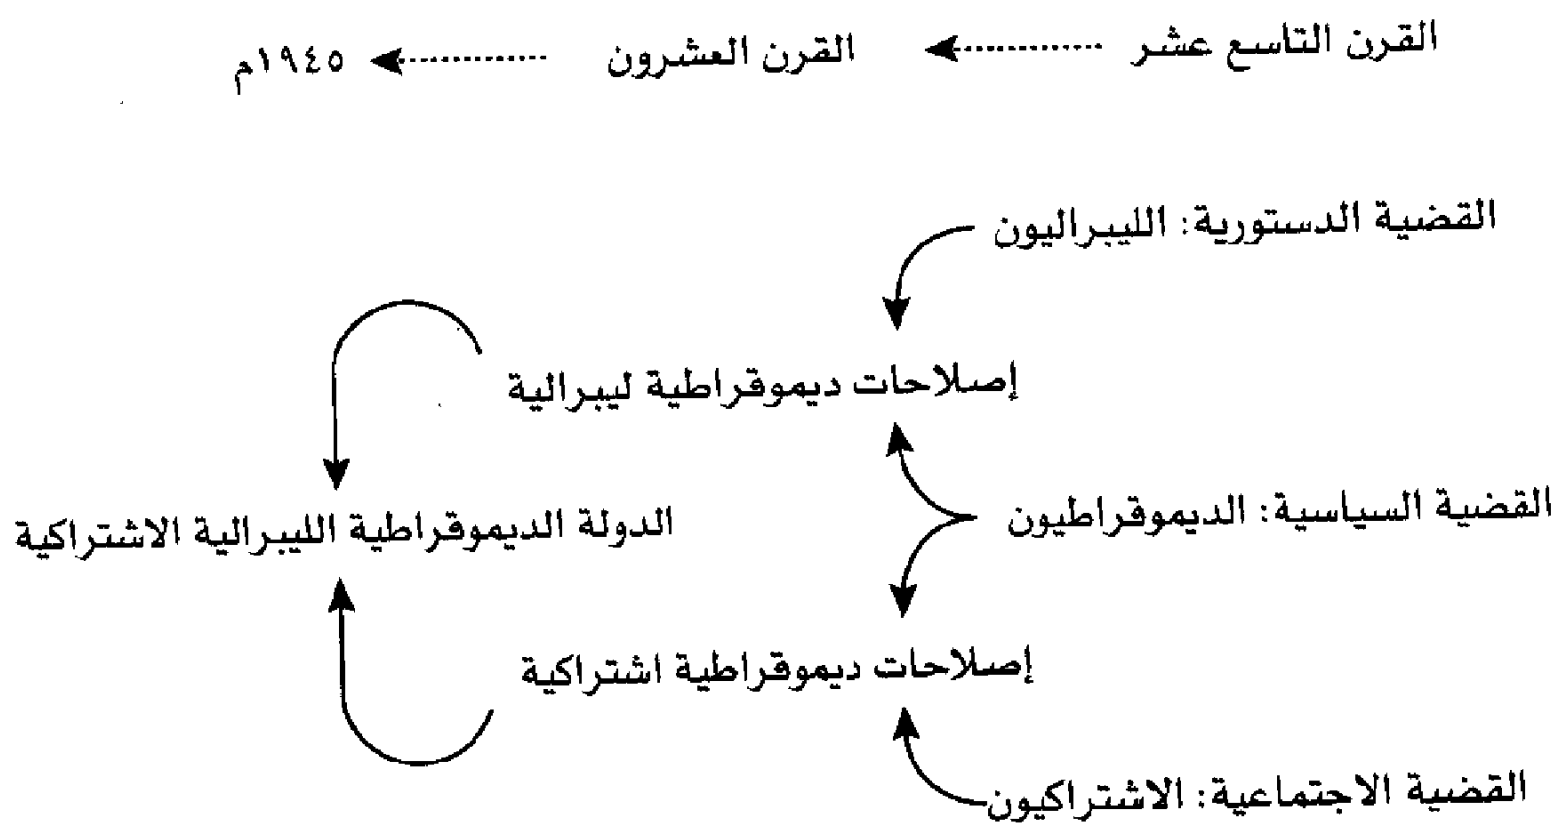 القرن التاسع عشر القرن العشرون ١٩٤٥م
القضية الدستورية: الليبراليون
إصلاحات ديموقراطية ليبرالية
القضية السياسية: الديموقراطيون
الدولة الديموقراطية الليبرالية الاشتراكية
إصلاحات ديموقراطية اشتراكية
القضية الاجتماعية: الاشتراكيون